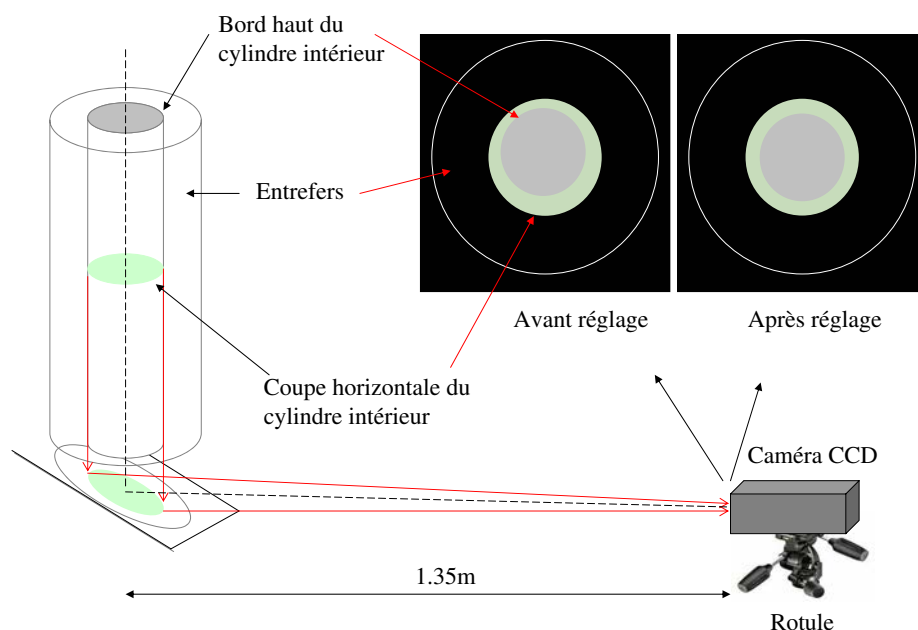 Bord haut du
cylindre intérieur
Entrefers
Avant réglage
Après réglage
Coupe horizontale du
cylindre intérieur
Caméra CCD
1.35m
Rotule